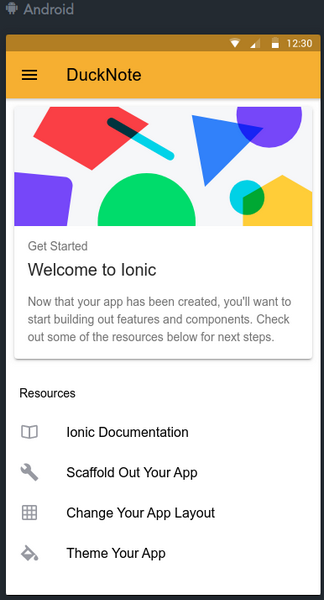 Android
12:30
DuckNote
Get Started
Welcome to Ionic
Now that your app has been created, you'll want to
start building out features and components. Check
out some of the resources below for next steps.
Resources
Ionic Documentation
Scaffold Out Your App
Change Your App Layout
Theme Your App